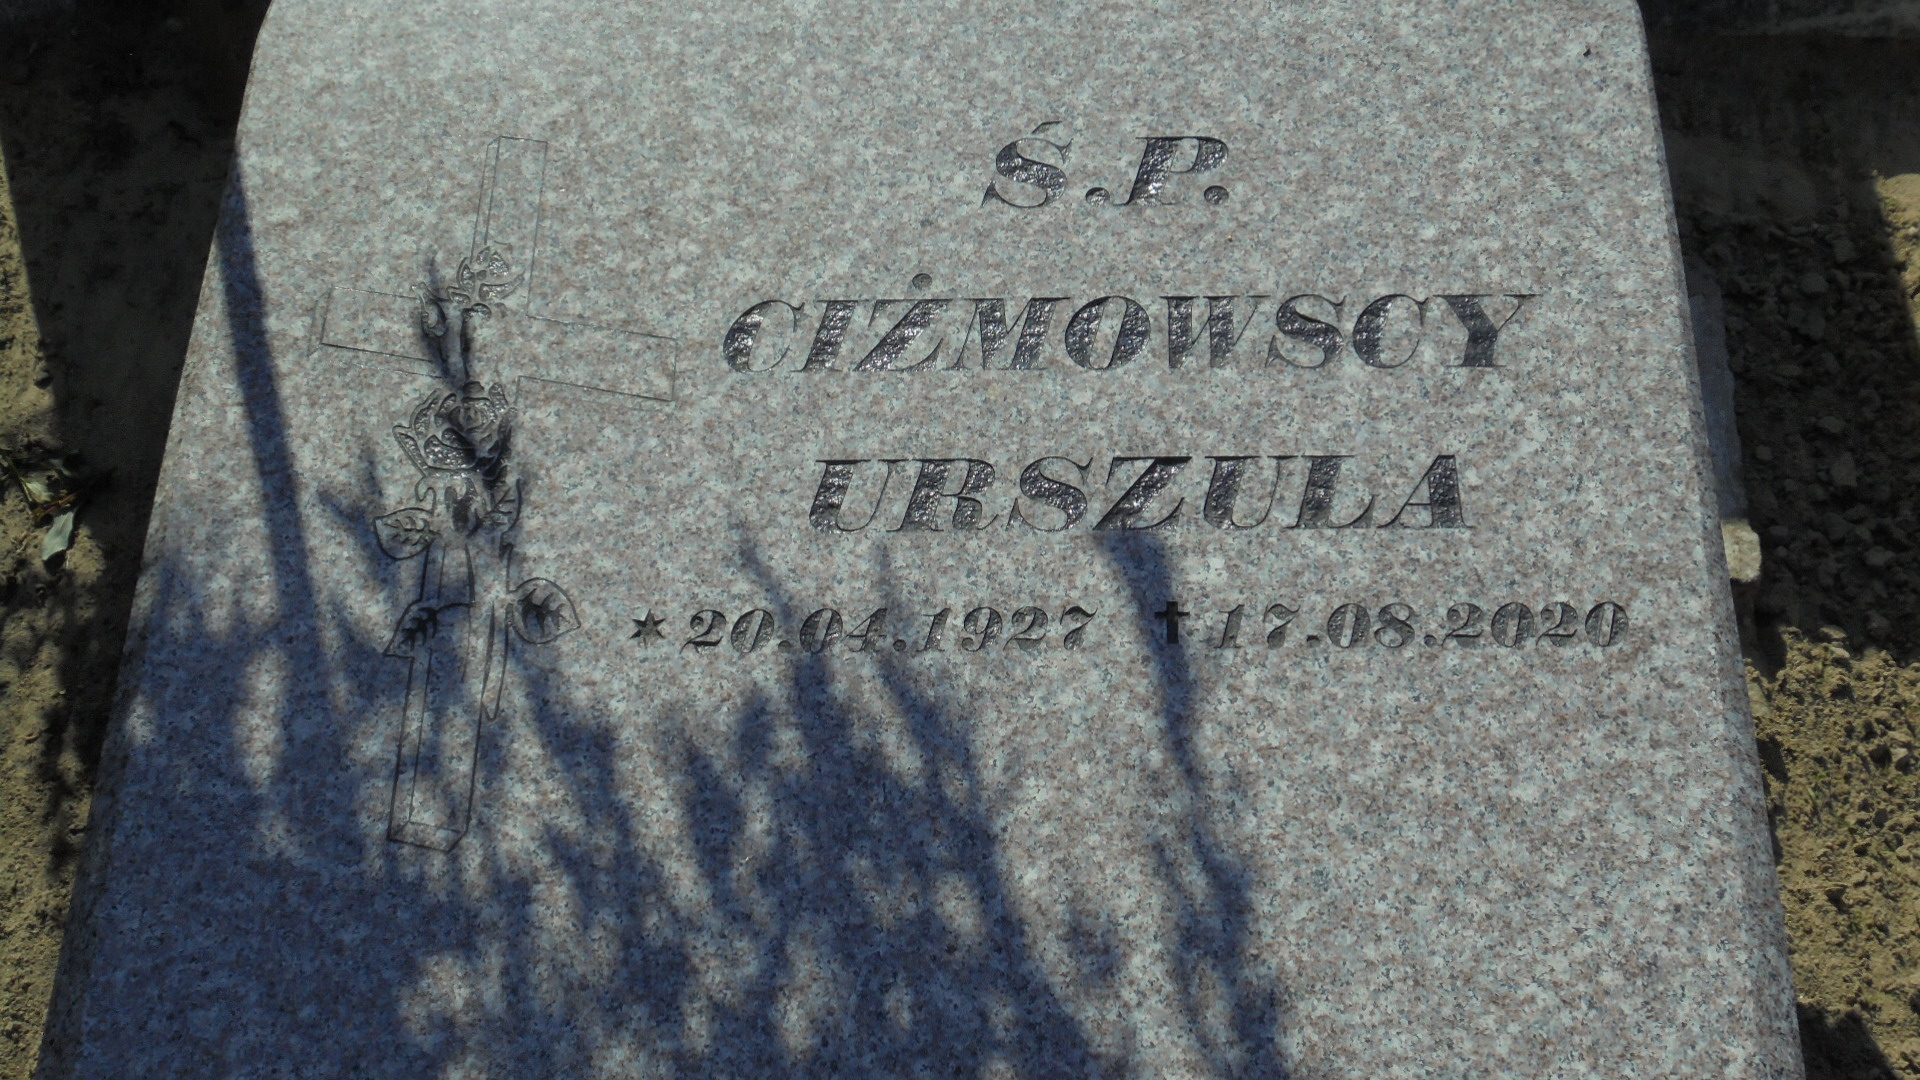 Ś.P.
CIŻMOWSCY
URSZULA
✶ 20.04.1927 ✝ 17.08.2020